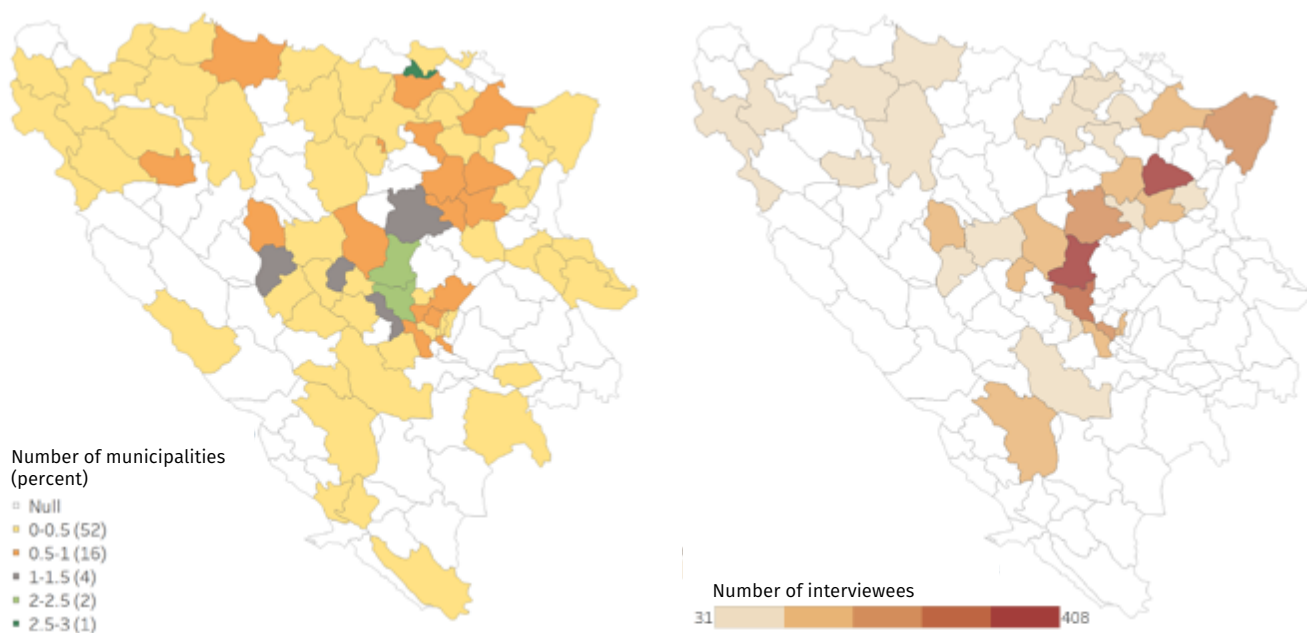 Number of municipalities
(percent)
Null
0-0.5 (52)
0.5-1 (16)
1-1.5 (4)
2-2.5 (2)
2.5-3 (1)
Number of interviewees
31
408